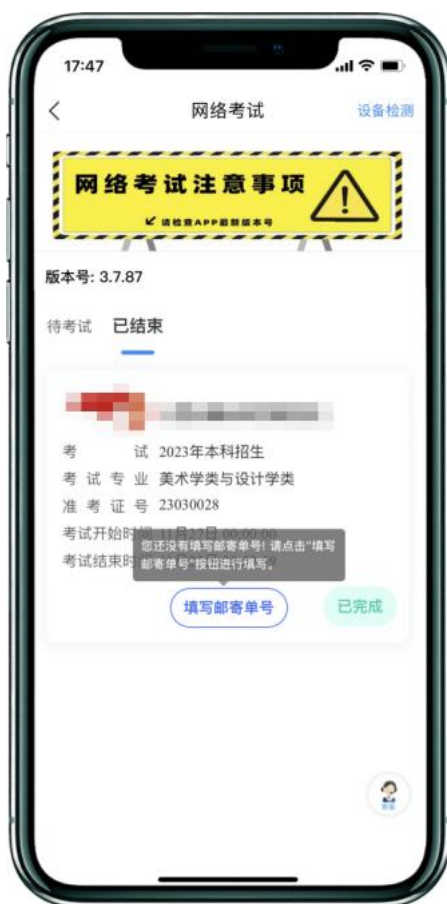 17:47
网络考试
设备检测
网络考试注意事项
请检查APP最新版本号
版本号: 3.7.87
待考试 已结束
考试 2023年本科招生
考试专业 美术学类与设计学类
准考证号 23030028
考试开始时间 11月27日 00:00:00
您还没有填写邮寄单号! 请点击"填写
邮寄单号"按钮进行填写。
考试结束时
填写邮寄单号
已完成
客服